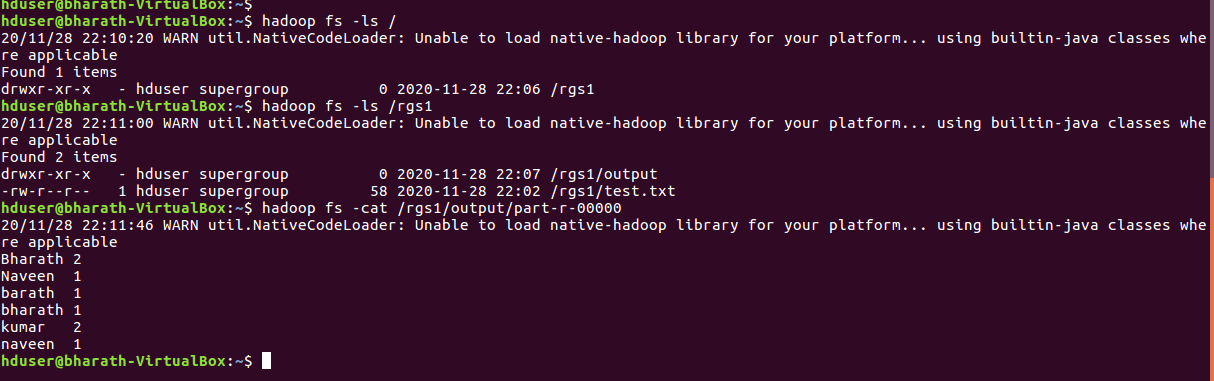 hduser@bharath-VirtualBox:~$
hduser@bharath-VirtualBox:~$ hadoop fs -ls /
20/11/28 22:10:20 WARN util.NativeCodeLoader: Unable to load native-hadoop library for your platform... using builtin-java classes whe
re applicable
Found 1 items
drwxr-xr-x   - hduser supergroup          0 2020-11-28 22:06 /rgs1
hduser@bharath-VirtualBox:~$ hadoop fs -ls /rgs1
20/11/28 22:11:00 WARN util.NativeCodeLoader: Unable to load native-hadoop library for your platform... using builtin-java classes whe
re applicable
Found 2 items
drwxr-xr-x   - hduser supergroup          0 2020-11-28 22:07 /rgs1/output
-rw-r--r--   1 hduser supergroup         58 2020-11-28 22:02 /rgs1/test.txt
hduser@bharath-VirtualBox:~$ hadoop fs -cat /rgs1/output/part-r-00000
20/11/28 22:11:46 WARN util.NativeCodeLoader: Unable to load native-hadoop library for your platform... using builtin-java classes whe
re applicable
Bharath 2
Naveen  1
barath  1
bharath 1
kumar   2
naveen  1
hduser@bharath-VirtualBox:~$